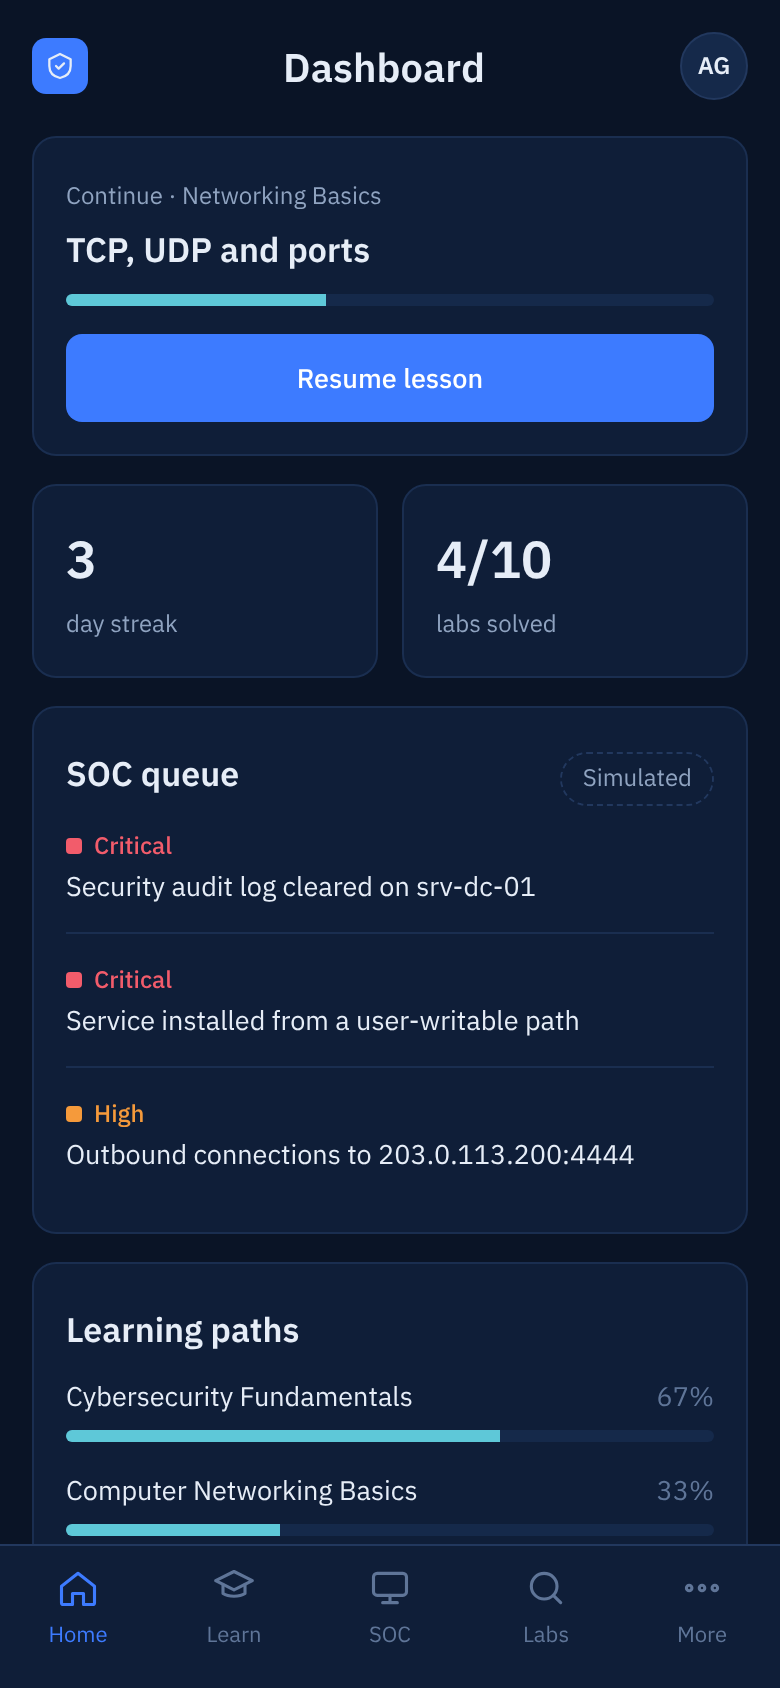 Dashboard
AG
Continue · Networking Basics
TCP, UDP and ports
Resume lesson
3
day streak
4/10
labs solved
SOC queue
Simulated
Critical
Security audit log cleared on srv-dc-01
Critical
Service installed from a user-writable path
High
Outbound connections to 203.0.113.200:4444
Learning paths
Cybersecurity Fundamentals 67%
Computer Networking Basics 33%
Home Learn SOC Labs More